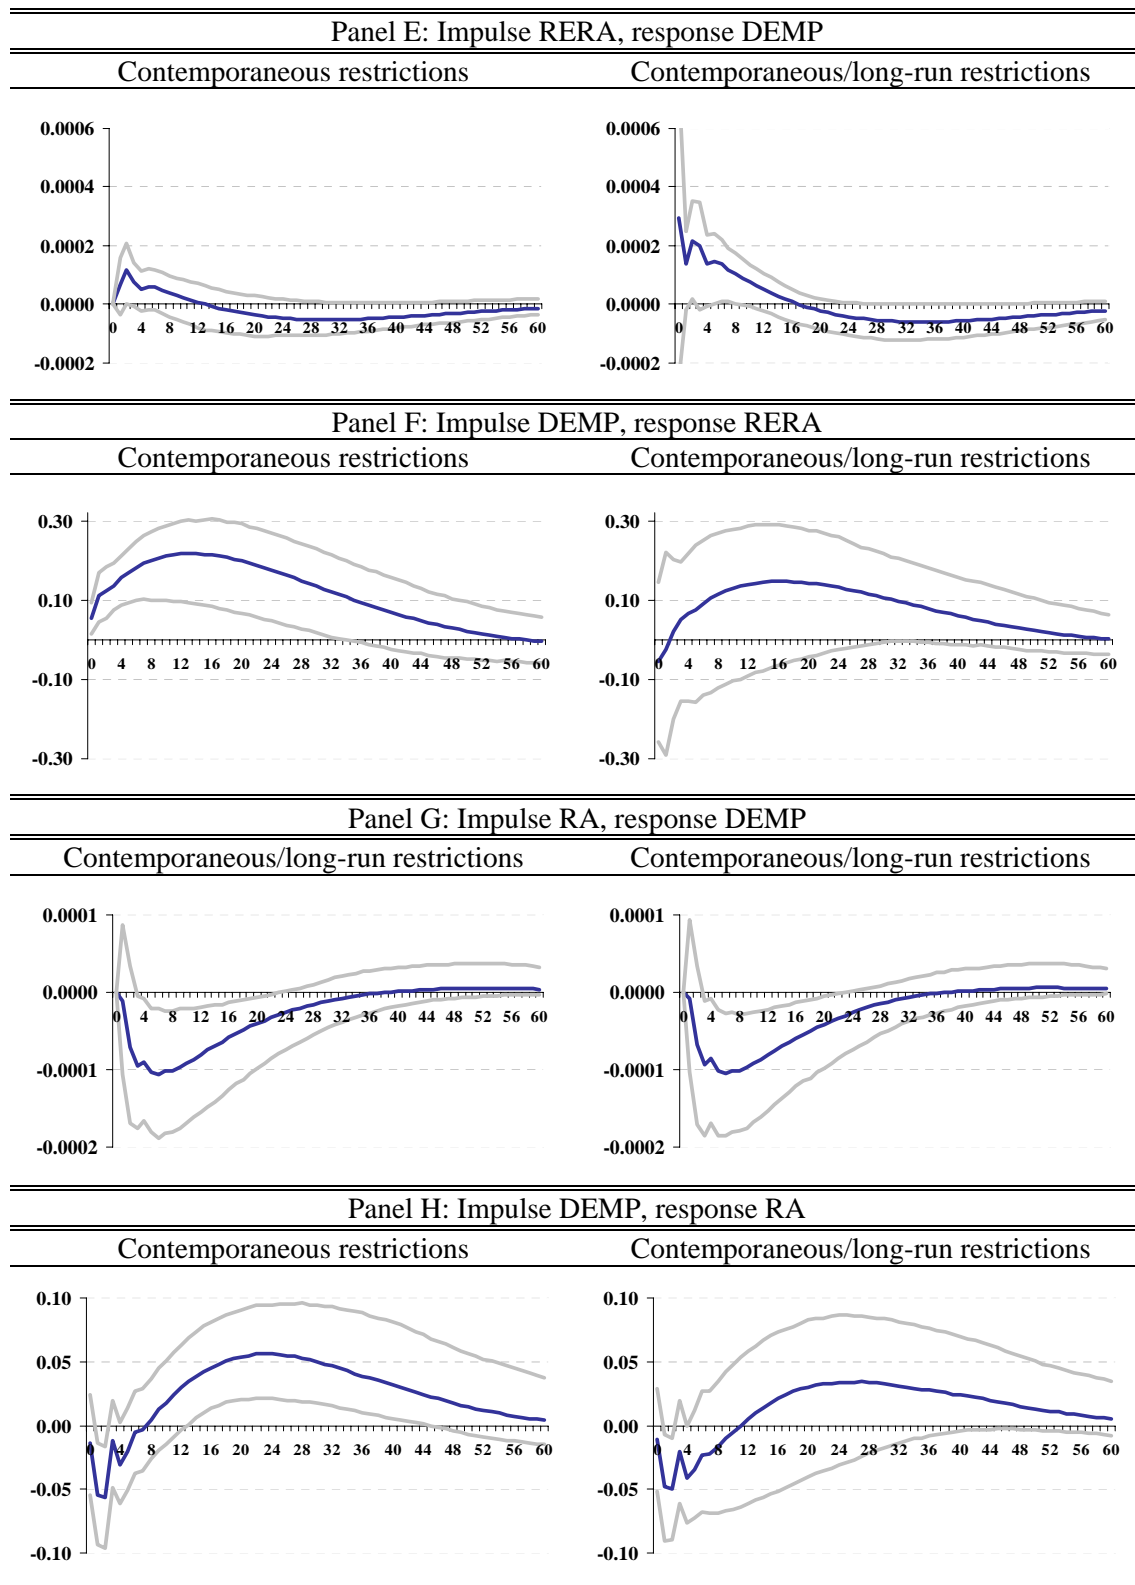 Panel E: Impulse RERA, response DEMP
Contemporaneous restrictions Contemporaneous/long-run restrictions
0.0006 0.0006
0.0004 0.0004
0.0002 0.0002
0.0000 0.0000
0 4 8 12 16 20 24 28 32 36 40 44 48 52 56 60 0 4 8 12 16 20 24 28 32 36 40 44 48 52 56 60
-0.0002 -0.0002
Panel F: Impulse DEMP, response RERA
Contemporaneous restrictions Contemporaneous/long-run restrictions
0.30 0.30
0.10 0.10
0 4 8 12 16 20 24 28 32 36 40 44 48 52 56 60 0 4 8 12 16 20 24 28 32 36 40 44 48 52 56 60
-0.10 -0.10
-0.30 -0.30
Panel G: Impulse RA, response DEMP
Contemporaneous/long-run restrictions Contemporaneous/long-run restrictions
0.0001 0.0001
0.0000 0.0000
0 4 8 12 16 20 24 28 32 36 40 44 48 52 56 60 0 4 8 12 16 20 24 28 32 36 40 44 48 52 56 60
-0.0001 -0.0001
-0.0002 -0.0002
Panel H: Impulse DEMP, response RA
Contemporaneous restrictions Contemporaneous/long-run restrictions
0.10 0.10
0.05 0.05
0.00 0.00
0 4 8 12 16 20 24 28 32 36 40 44 48 52 56 60 0 4 8 12 16 20 24 28 32 36 40 44 48 52 56 60
-0.05 -0.05
-0.10 -0.10